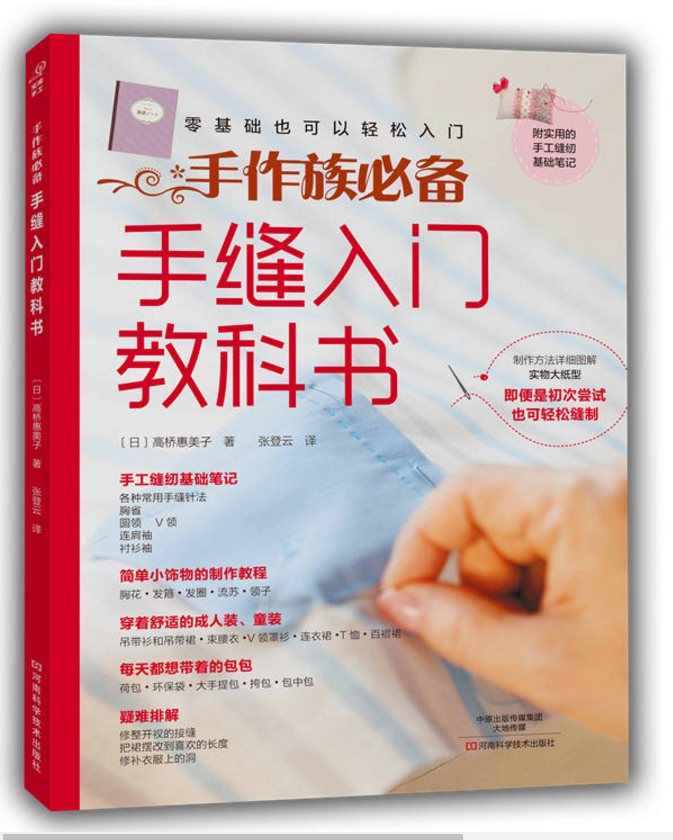 零基础也可以轻松入门
手作族必备
手缝入门
教科书
附实用的
手工缝纫
基础笔记
制作方法详细图解
实物大纸型
即便是初次尝试
也可轻松缝制
［日］高桥惠美子 著 张登云 译
手工缝纫基础笔记
各种常用手缝针法
胸省
圆领 V领
连肩袖
衬衫袖
简单小饰物的制作教程
胸花·发箍·发圈·流苏·领子
穿着舒适的成人装、童装
吊带衫和吊带裙·束腰衣·V领罩衫·连衣裙·T恤·百褶裙
每天都想带着的包包
荷包·环保袋·大手提包·挎包·包中包
疑难排解
修整开衩的接缝
把裙摆改到喜欢的长度
修补衣服上的洞
中原出版传媒集团
大地传媒
河南科学技术出版社
手作族必备 手缝入门教科书
［日］高桥惠美子 著 张登云 译
河南科学技术出版社